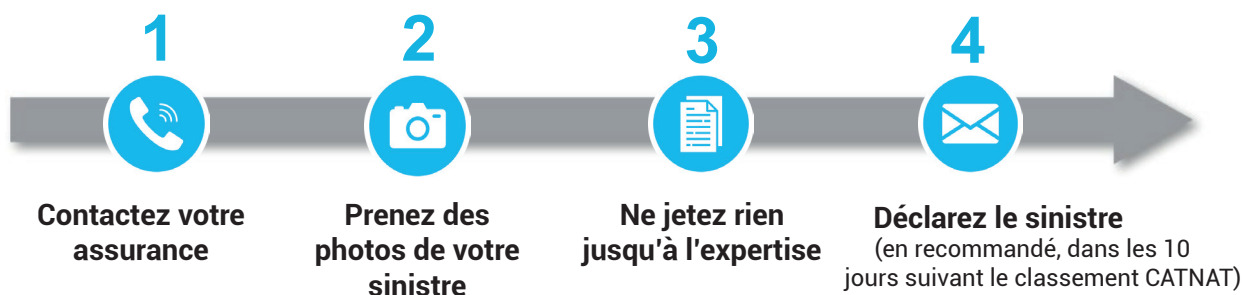 1
2
3
4
Contactez votre
assurance
Prenez des
photos de votre
sinistre
Ne jetez rien
jusqu'à l'expertise
Déclarez le sinistre
(en recommandé, dans les 10
jours suivant le classement CATNAT)